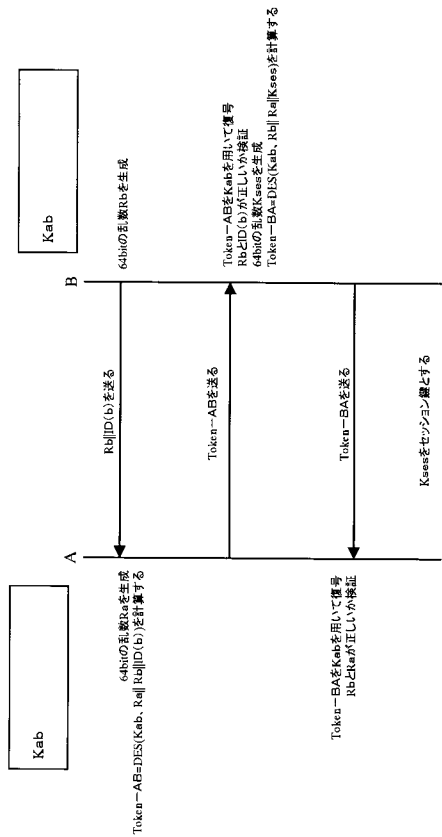 Kab
Kab
A
B
64bitの乱数Rbを生成
Rb||ID(b)を送る
64bitの乱数Raを生成
Token-AB=DES(Kab、Ra|| Rb||ID(b))を計算する
Token-ABを送る
Token-ABをKabを用いて復号
RbとID(b)が正しいか検証
64bitの乱数Ksesを生成
Token-BA=DES(Kab、Rb|| Ra||Kses)を計算する
Token-BAを送る
Token-BAをKabを用いて復号
RbとRaが正しいか検証
Ksesをセッション鍵とする